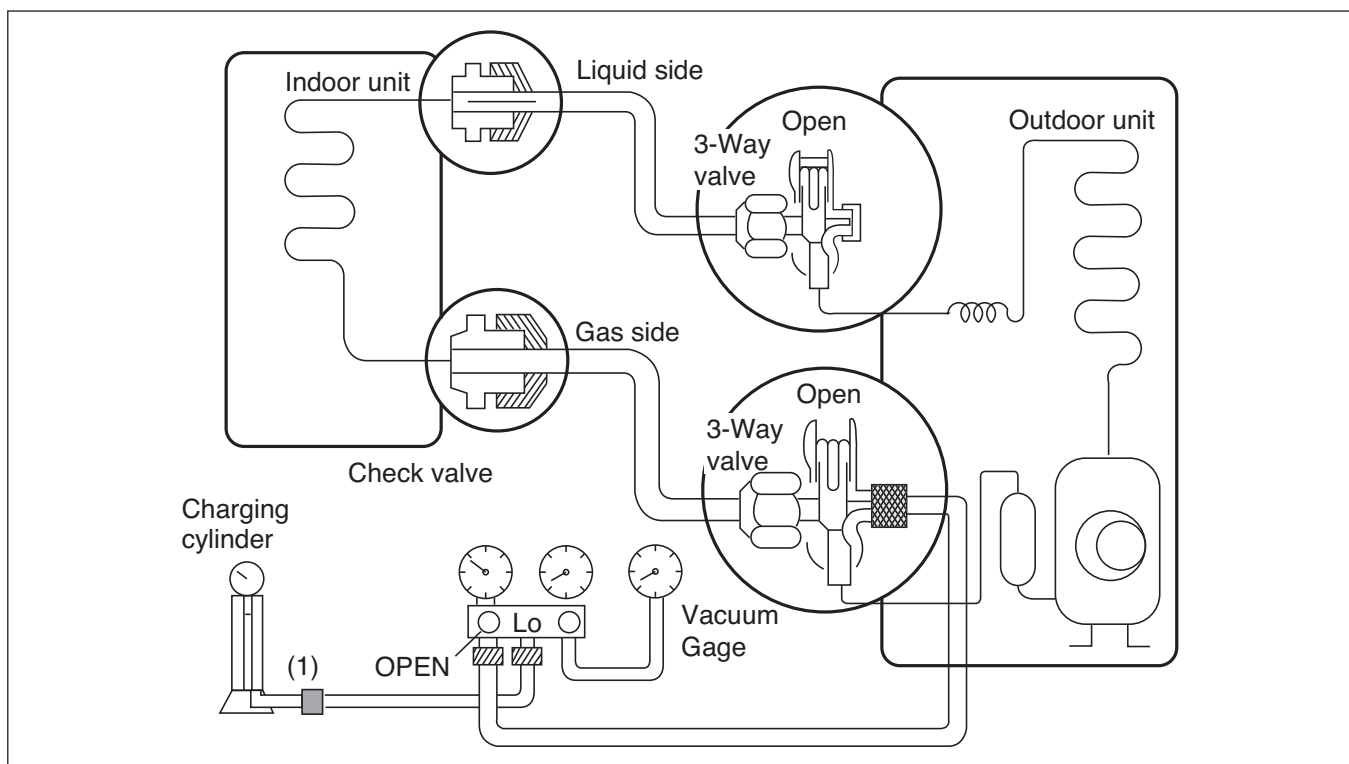 Indoor unit
Liquid side
Open
3-Way
valve
Outdoor unit
Gas side
Open
3-Way
valve
Check valve
Charging
cylinder
Lo
Vacuum
Gage
OPEN
(1)